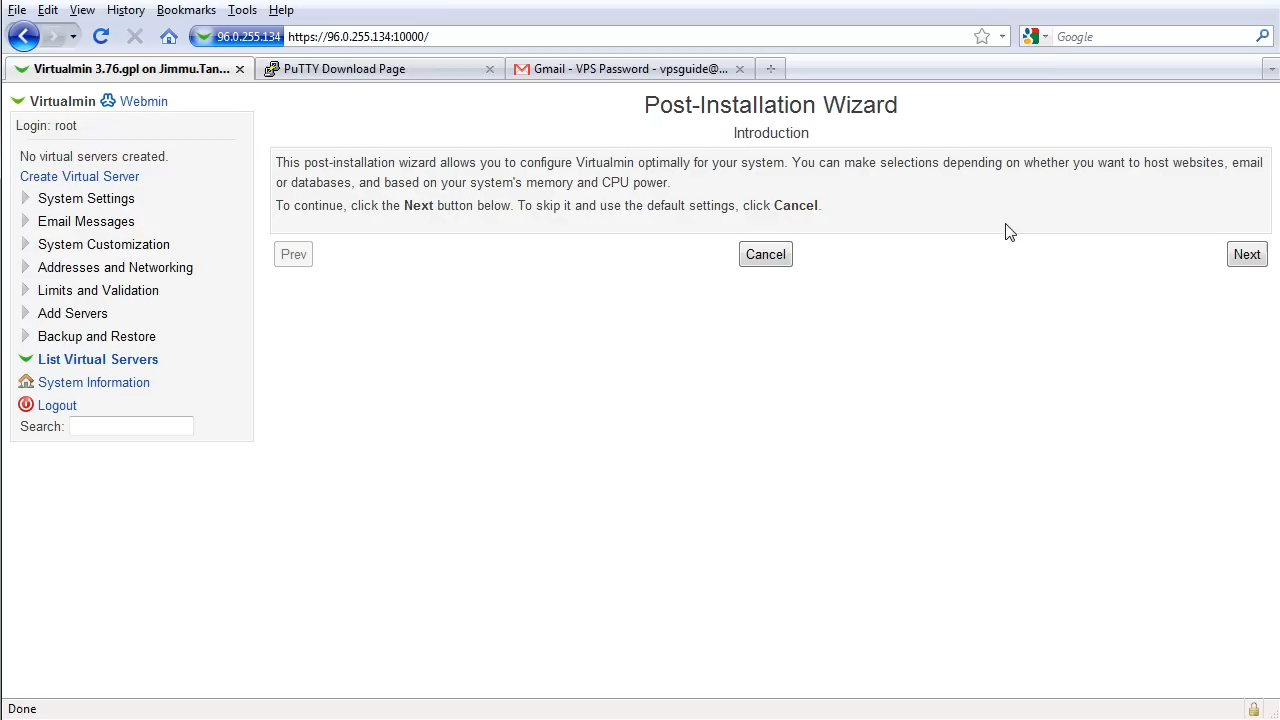 File Edit View History Bookmarks Tools Help
96.0.255.134 https://96.0.255.134:10000/ Google
Virtualmin 3.76.gpl on Jimmu.Tan... PuTTY Download Page Gmail - VPS Password - vpsguide@...
Virtualmin Webmin
Login: root
No virtual servers created.
Create Virtual Server
System Settings
Email Messages
System Customization
Addresses and Networking
Limits and Validation
Add Servers
Backup and Restore
List Virtual Servers
System Information
Logout
Search:
Post-Installation Wizard
Introduction
This post-installation wizard allows you to configure Virtualmin optimally for your system. You can make selections depending on whether you want to host websites, email
or databases, and based on your system's memory and CPU power.
To continue, click the Next button below. To skip it and use the default settings, click Cancel.
Prev Cancel Next
Done